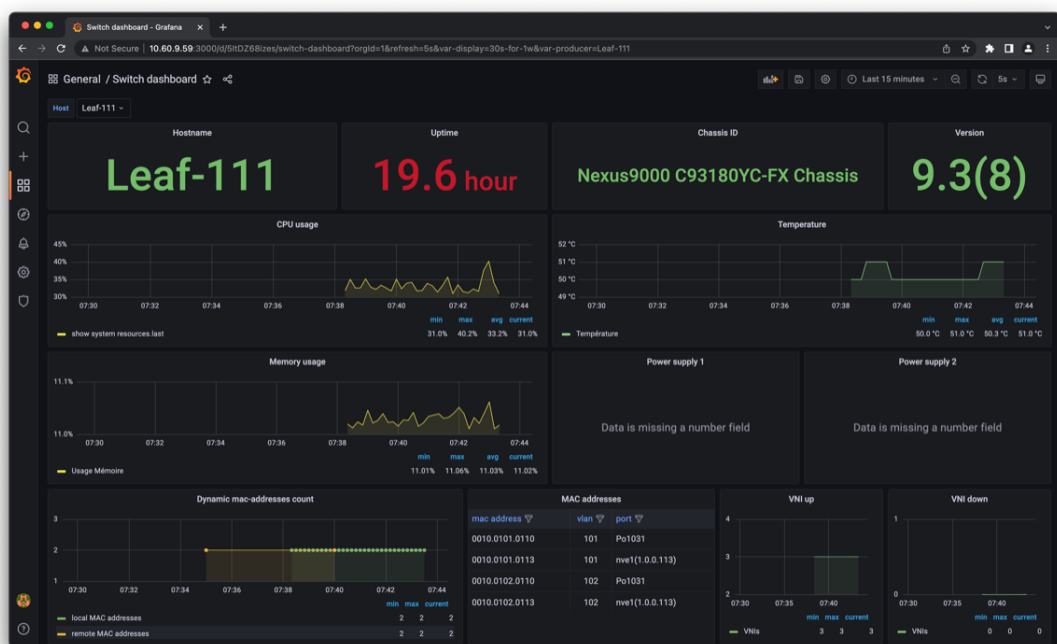 Switch dashboard - Grafana
Not Secure | 10.60.9.59:3000/d/5ltDZ68izes/switch-dashboard?orgId=1&refresh=5s&var-display=30s-for-1w&var-producer=Leaf-111
General / Switch dashboard
Last 15 minutes
5s
Host Leaf-111
Hostname
Leaf-111
Uptime
19.6 hour
Chassis ID
Nexus9000 C93180YC-FX Chassis
Version
9.3(8)
CPU usage
45%
40%
35%
30%
07:30 07:32 07:34 07:36 07:38 07:40 07:42 07:44
min max avg current
show system resources.last 31.0% 40.2% 33.2% 31.0%
Temperature
52 °C
51 °C
50 °C
49 °C
07:30 07:32 07:34 07:36 07:38 07:40 07:42 07:44
min max avg current
Température 50.0 °C 51.0 °C 50.3 °C 51.0 °C
Memory usage
11.1%
11.0%
07:30 07:32 07:34 07:36 07:38 07:40 07:42 07:44
min max avg current
Usage Mémoire 11.01% 11.06% 11.03% 11.02%
Power supply 1
Data is missing a number field
Power supply 2
Data is missing a number field
Dynamic mac-addresses count
3
2
1
07:30 07:32 07:34 07:36 07:38 07:40 07:42 07:44
min max current
local MAC addresses 2 2 2
remote MAC addresses 2 2 2
MAC addresses
mac address vlan port
0010.0101.0110 101 Po1031
0010.0101.0113 101 nve1(1.0.0.113)
0010.0102.0110 102 Po1031
0010.0102.0113 102 nve1(1.0.0.113)
VNI up
4
3
2
07:30 07:35 07:40
min max current
VNIs 3 3 3
VNI down
1
0
07:30 07:35 07:40
min max current
VNIs 0 0 0